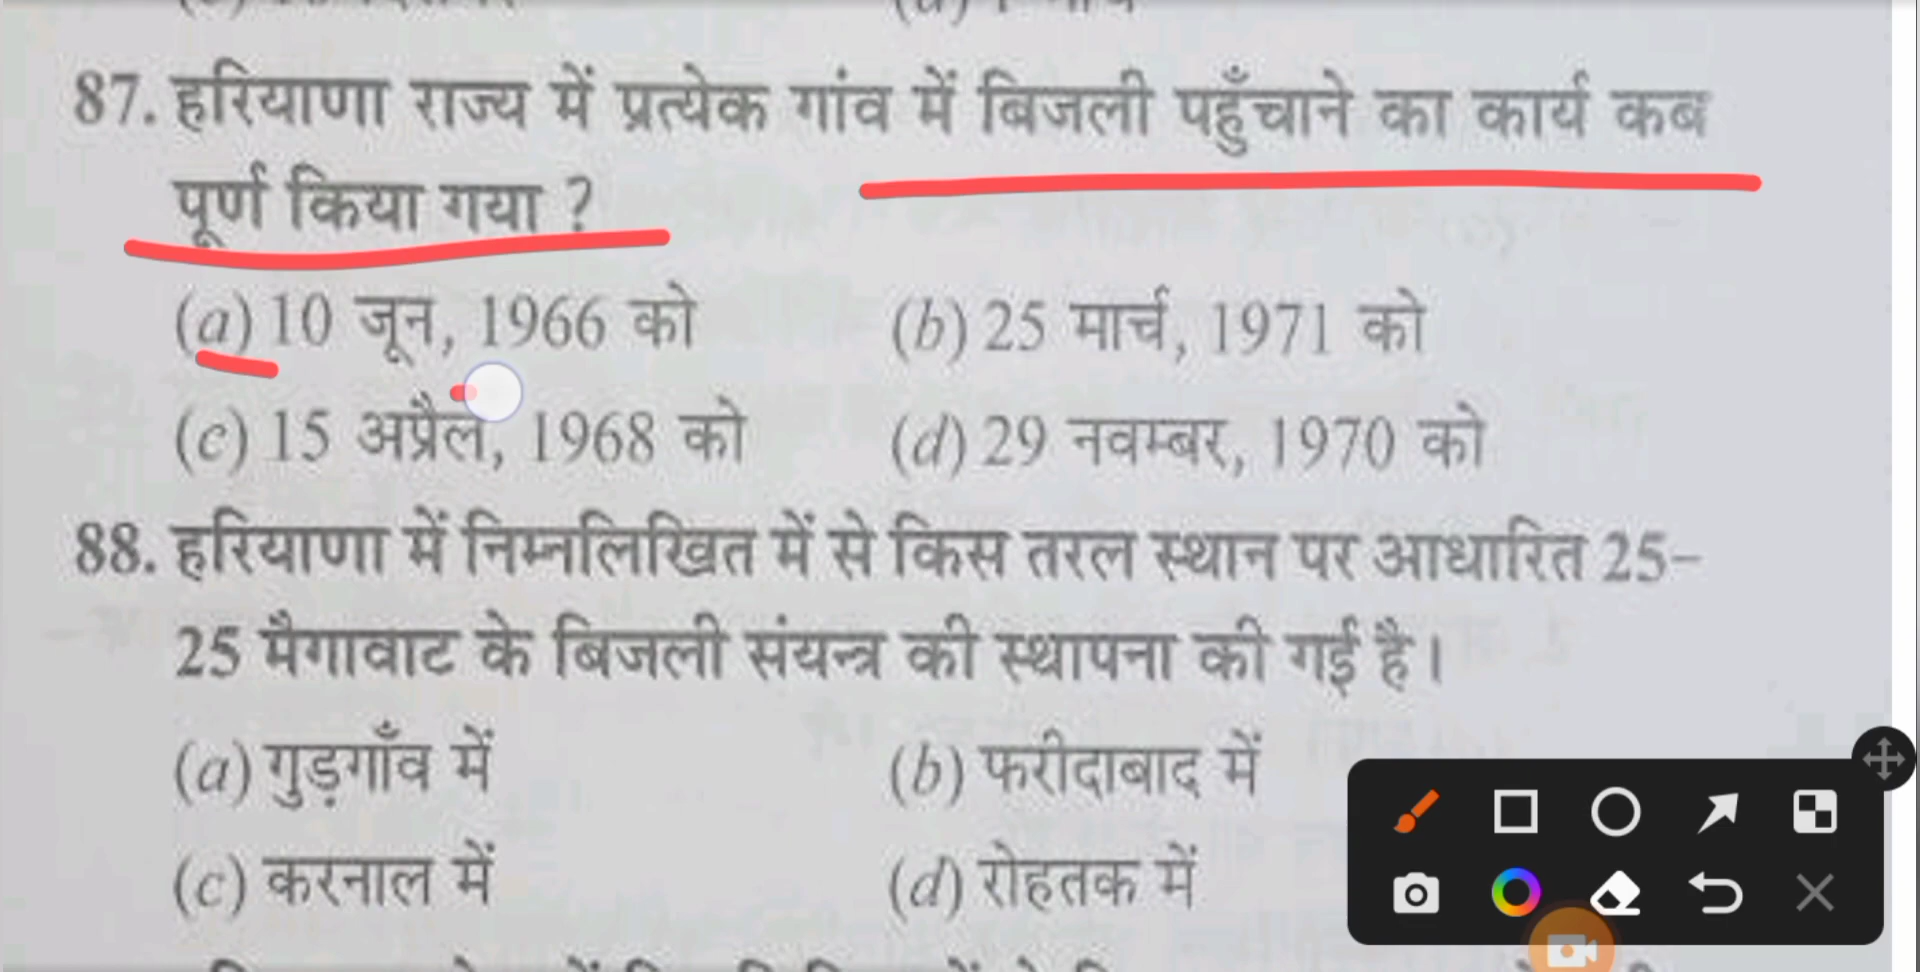 87. हरियाणा राज्य में प्रत्येक गांव में बिजली पहुँचाने का कार्य कब
पूर्ण किया गया ?
(a) 10 जून, 1966 को (b) 25 मार्च, 1971 को
(c) 15 अप्रैल, 1968 को (d) 29 नवम्बर, 1970 को
88. हरियाणा में निम्नलिखित में से किस तरल स्थान पर आधारित 25-
25 मैगावाट के बिजली संयन्त्र की स्थापना की गई है।
(a) गुड़गाँव में (b) फरीदाबाद में
(c) करनाल में (d) रोहतक में